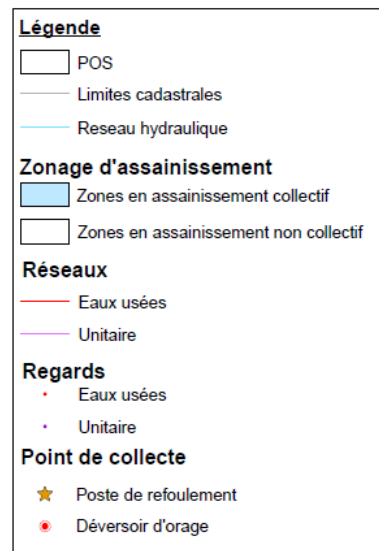 Légende
POS
Limites cadastrales
Reseau hydraulique
Zonage d'assainissement
Zones en assainissement collectif
Zones en assainissement non collectif
Réseaux
Eaux usées
Unitaire
Regards
Eaux usées
Unitaire
Point de collecte
Poste de refoulement
Déversoir d'orage